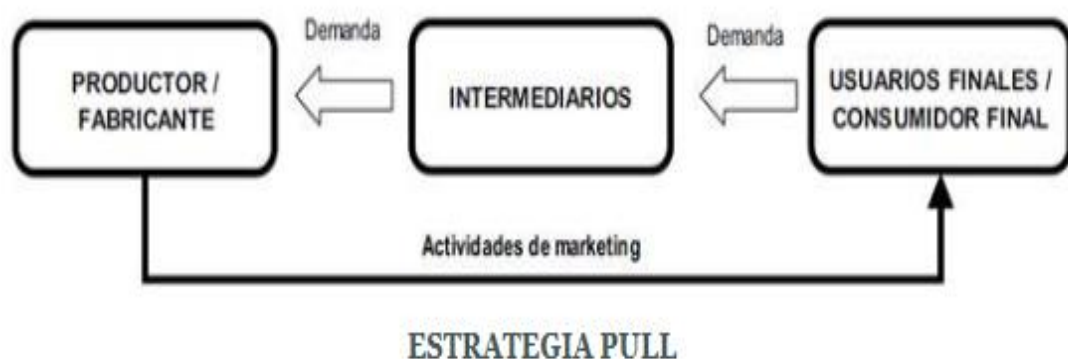 Demanda
Demanda
PRODUCTOR /
FABRICANTE
INTERMEDIARIOS
USUARIOS FINALES /
CONSUMIDOR FINAL
Actividades de marketing
ESTRATEGIA PULL